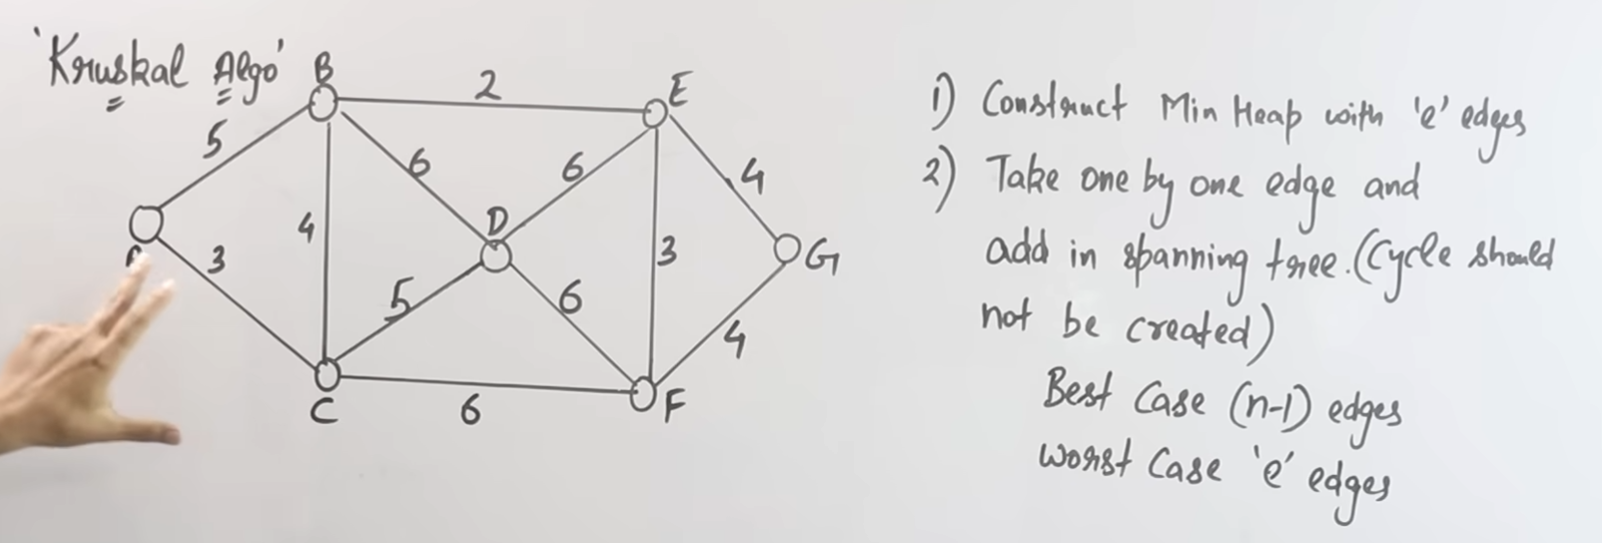 'Kruskal Algo'
B
2
E
5
6
6
4
4
D
3
G
3
5
6
4
C
6
F
1) Construct Min Heap with 'e' edges
2) Take one by one edge and
add in spanning tree. (Cycle should
not be created)
Best Case (n-1) edges
Worst Case 'e' edges